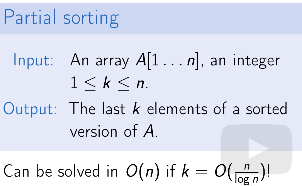 Partial sorting
Input: An array A[1 . . . n], an integer
1 ≤ k ≤ n.
Output: The last k elements of a sorted
version of A.
Can be solved in O(n) if k = O(n/log n)!